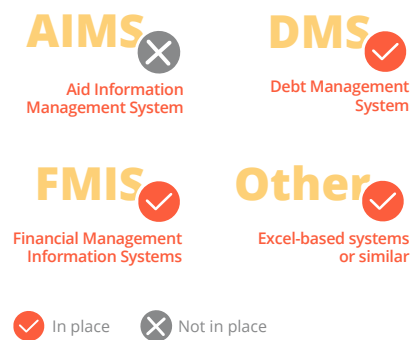 AIMS
Aid Information
Management System
DMS
Debt Management
System
FMIS
Financial Management
Information Systems
Other
Excel-based systems
or similar
In place
Not in place